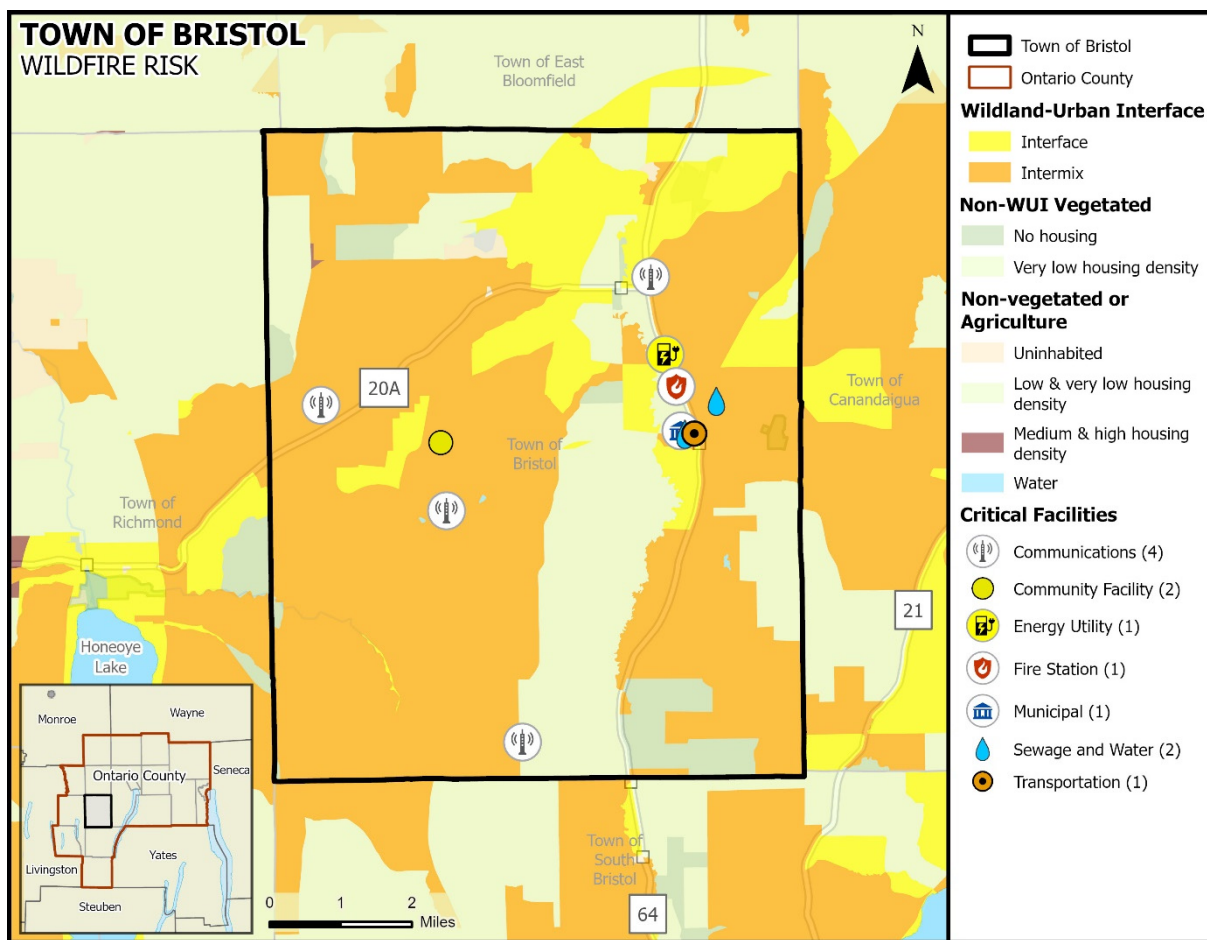 TOWN OF BRISTOL
WILDFIRE RISK
N
Town of East
Bloomfield
20A
Town of
Canandaigua
Town of
Bristol
Town of
Richmond
21
Honeoye
Lake
Town of
South
Bristol
64
Monroe
Wayne
Ontario County
Seneca
Livingston
Yates
Steuben
0 1 2
Miles
Town of Bristol
Ontario County
Wildland-Urban Interface
Interface
Intermix
Non-WUI Vegetated
No housing
Very low housing density
Non-vegetated or
Agriculture
Uninhabited
Low & very low housing
density
Medium & high housing
density
Water
Critical Facilities
Communications (4)
Community Facility (2)
Energy Utility (1)
Fire Station (1)
Municipal (1)
Sewage and Water (2)
Transportation (1)